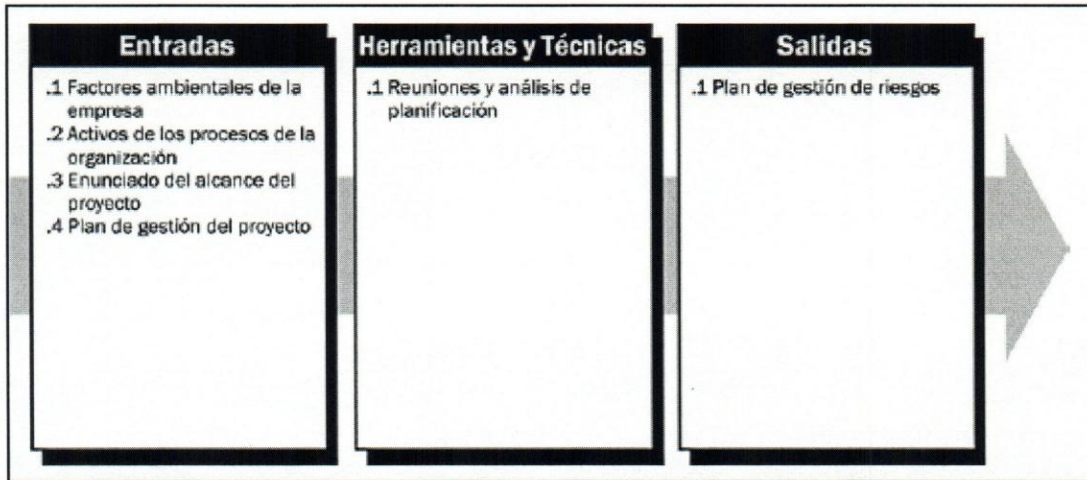 Entradas
.1 Factores ambientales de la
empresa
.2 Activos de los procesos de la
organización
.3 Enunciado del alcance del
proyecto
.4 Plan de gestión del proyecto
Herramientas y Técnicas
.1 Reuniones y análisis de
planificación
Salidas
.1 Plan de gestión de riesgos